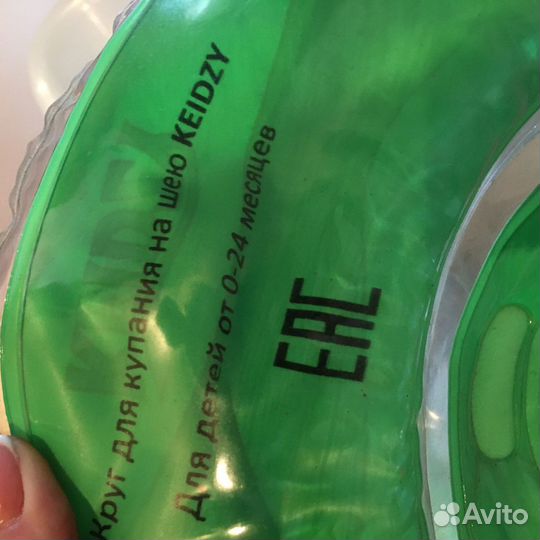 Круг для купания на шею KEIDZY
Для детей от 0-24 месяцев
EAC
Avito